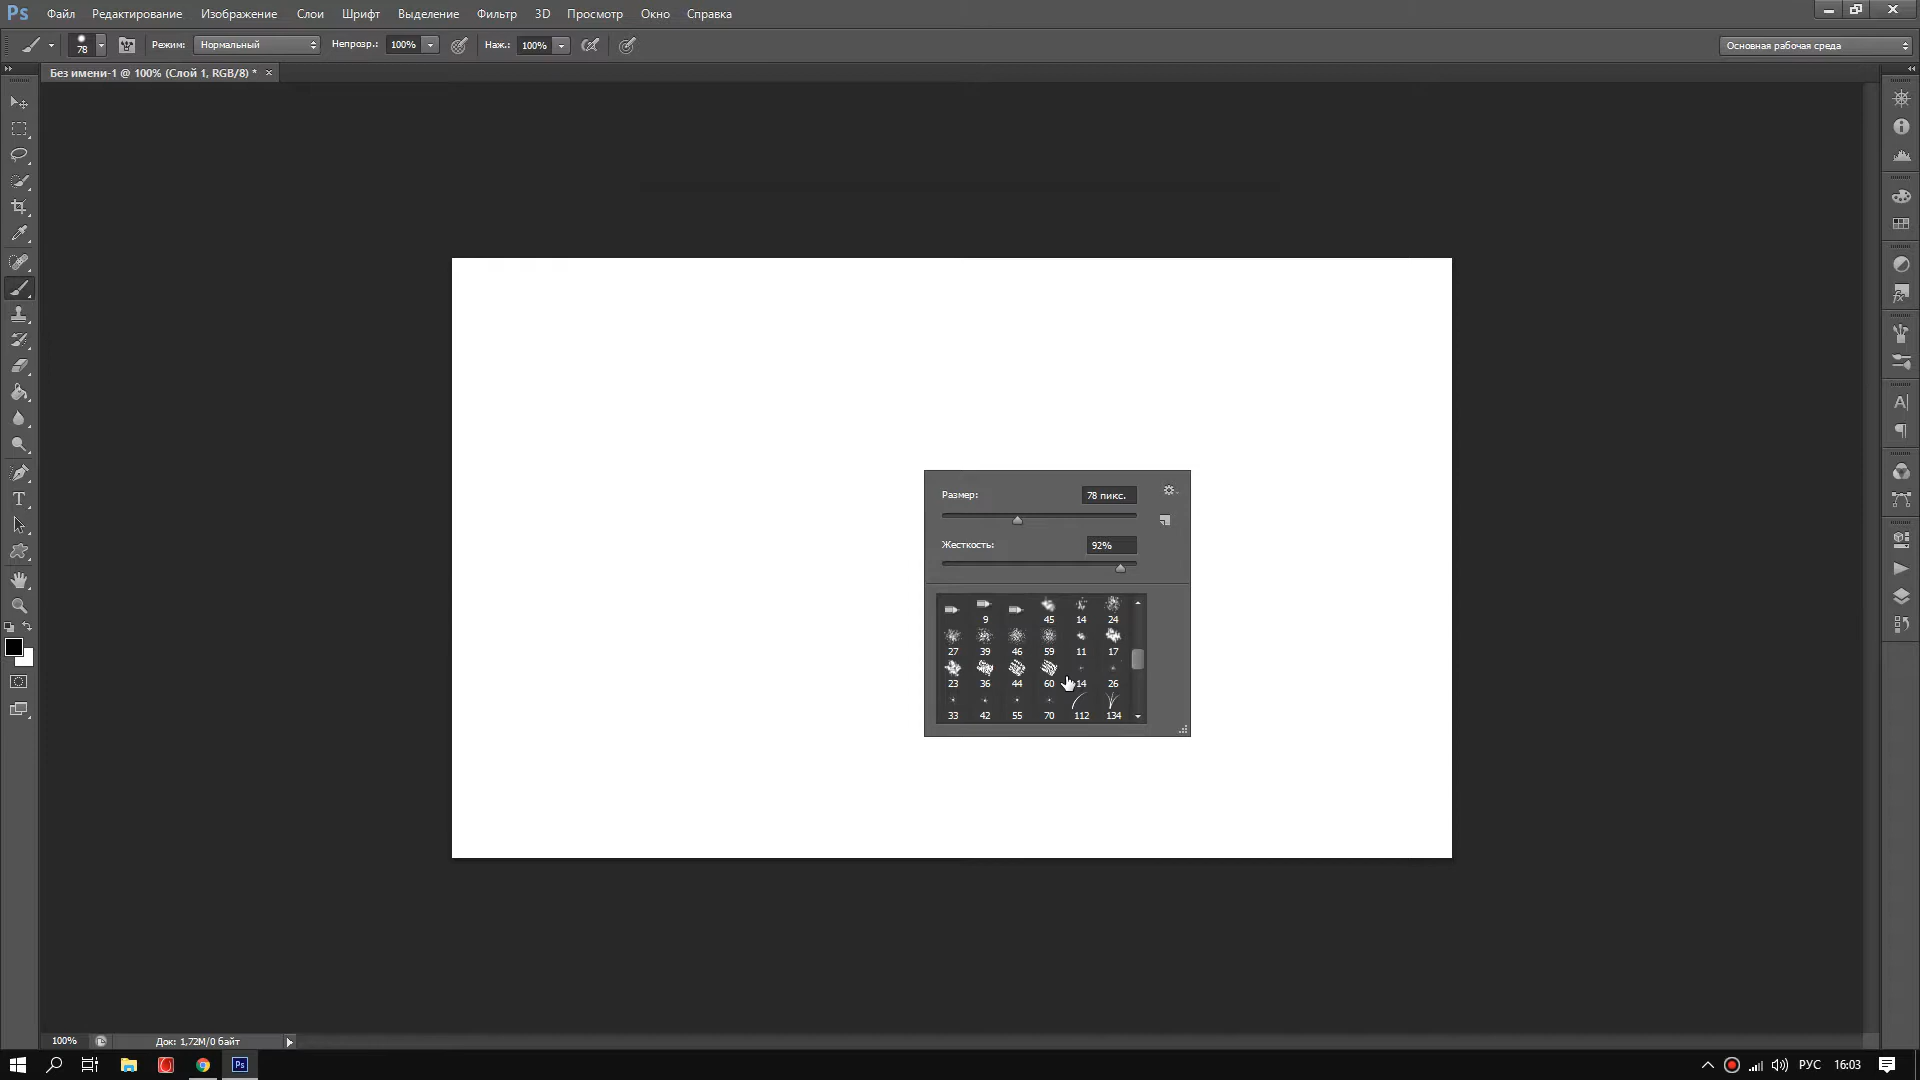 Ps Файл Редактирование Изображение Слои Шрифт Выделение Фильтр 3D Просмотр Окно Справка
78 Режим: Нормальный Непрозр.: 100% Наж.: 100% Основная рабочая среда
Без имени-1 @ 100% (Слой 1, RGB/8) * ×
Размер: 78 пикс.
Жесткость: 92%
9 45 14 24
27 39 46 59 11 17
23 36 44 60 14 26
33 42 55 70 112 134
100% Док: 1,72M/0 байт
Ps РУС 16:03